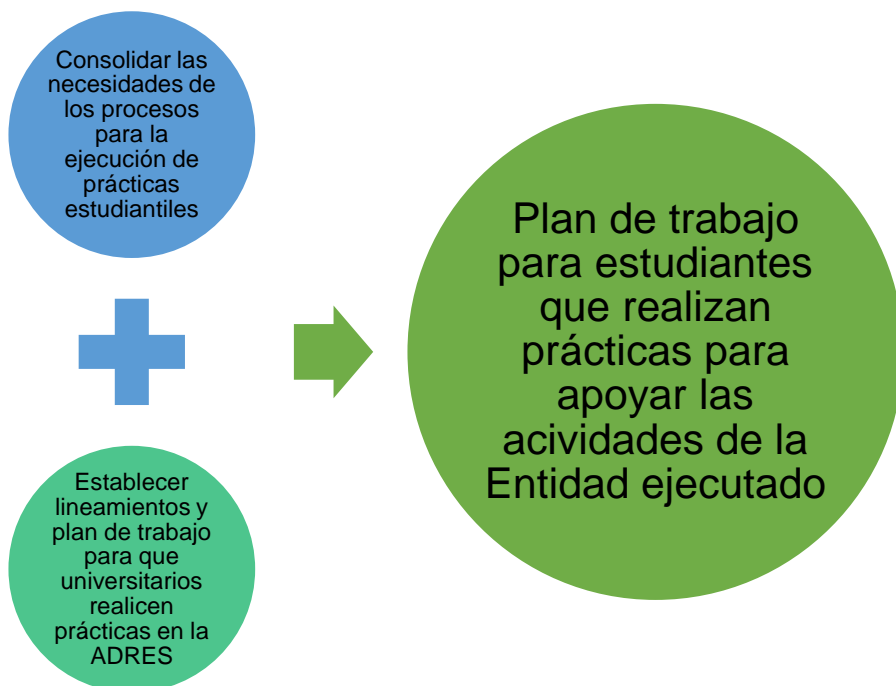 Consolidar las
necesidades de
los procesos
para la
ejecución de
prácticas
estudiantiles
Establecer
lineamientos y
plan de trabajo
para que
universitarios
realicen
prácticas en la
ADRES
Plan de trabajo
para estudiantes
que realizan
prácticas para
apoyar las
acividades de la
Entidad ejecutado